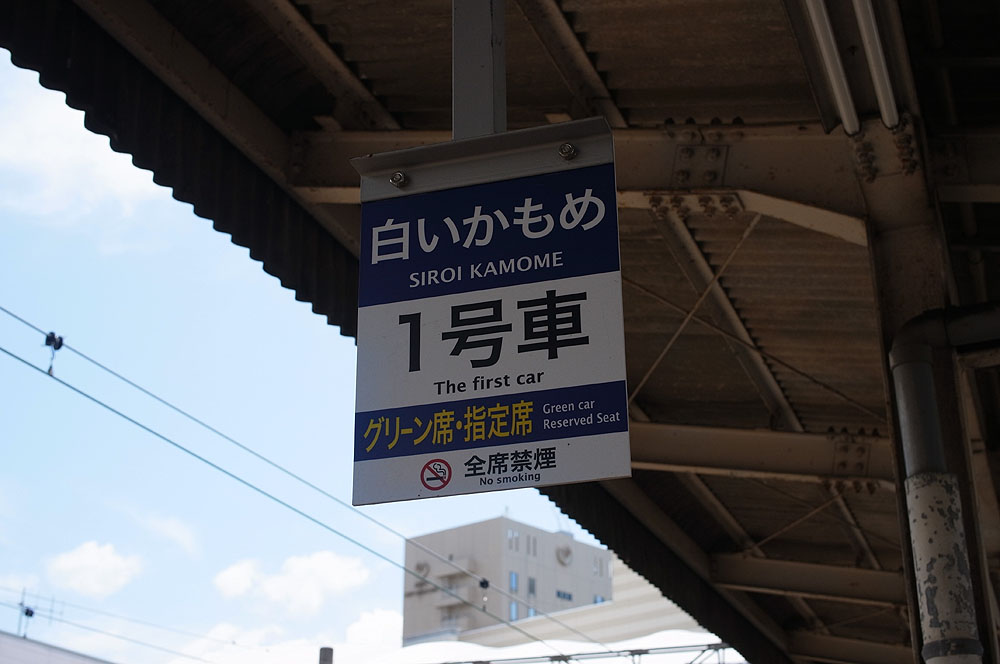 白いかもめ
SIROI KAMOME
1号車
The first car
グリーン席・指定席
Green car
Reserved Seat
全席禁煙
No smoking